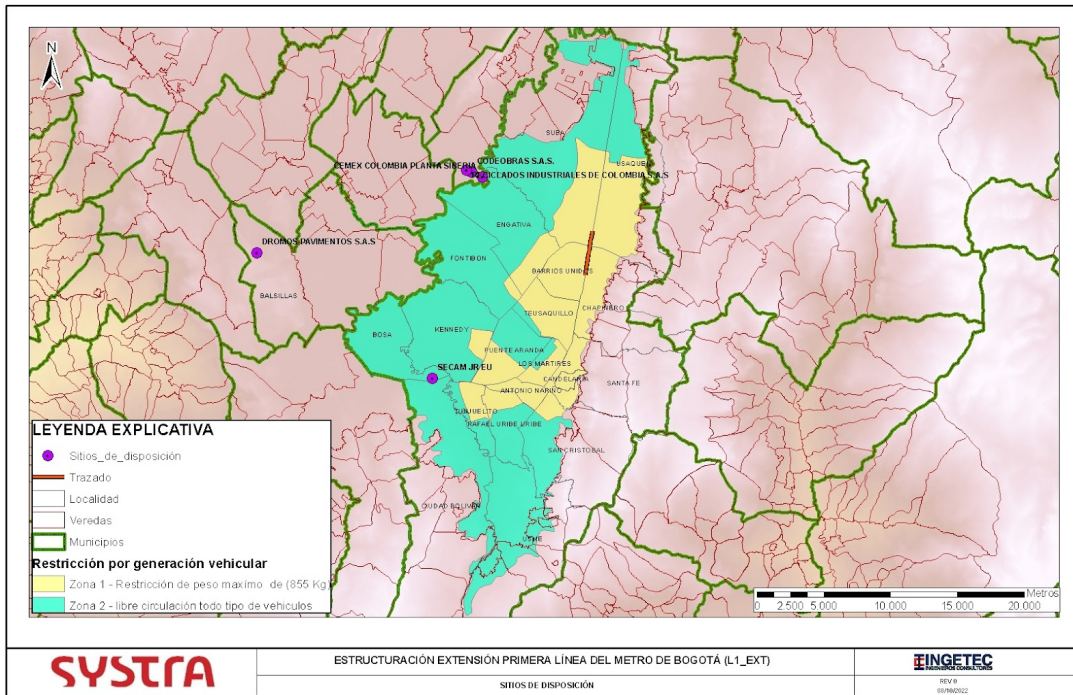 N
SUBA
USAQUEN
CEMEX COLOMBIA PLANTA SIBERIA
CODEOBRAS S.A.S.
RECICLADOS INDUSTRIALES DE COLOMBIA S.A.S
ENGATIVA
DROMOS PAVIMENTOS S.A.S
FONTIBON
BARRIOS UNIDOS
BALSILLAS
CHAPINERO
TEUSAQUILLO
BOSA
KENNEDY
PUENTE ARANDA
LOS MARTIRES
SECAM JR EU
CANDELARIA
SANTA FE
ANTONIO NARIÑO
TUNJUELITO
RAFAEL URIBE URIBE
SAN CRISTOBAL
CIUDAD BOLIVAR
USME
LEYENDA EXPLICATIVA
Sitios_de_disposición
Trazado
Localidad
Veredas
Municipios
Restricción por generación vehicular
Zona 1 - Restricción de peso maximo de (855 Kg)
Zona 2 - libre circulación todo tipo de vehiculos
Metros
0 2.500 5.000 10.000 15.000 20.000
SYSTRA
ESTRUCTURACIÓN EXTENSIÓN PRIMERA LÍNEA DEL METRO DE BOGOTÁ (L1_EXT)
SITIOS DE DISPOSICIÓN
INGETEC
INGENIEROS CONSULTORES
REV 0